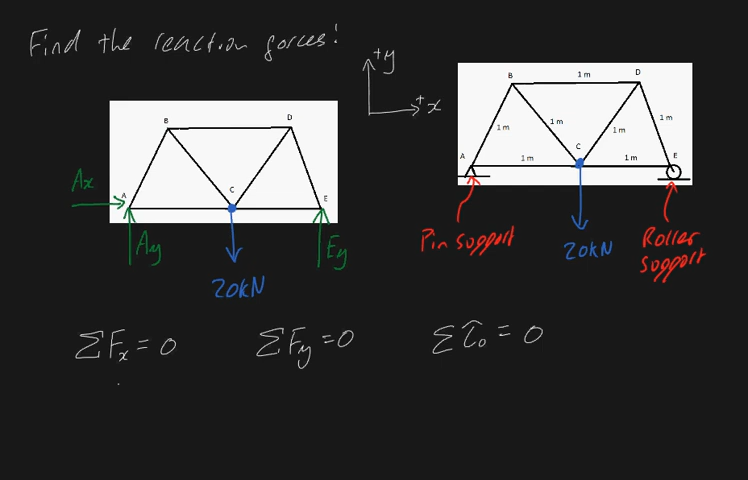 Find the reaction forces!
+y
+x
B
D
Ax
A
C
E
Ay
Ey
20kN
B
1 m
D
1 m
1 m
1 m
1 m
C
A
1 m
1 m
E
Pin support
20kN
Roller
support
ΣFx = 0
ΣFy = 0
Στo = 0